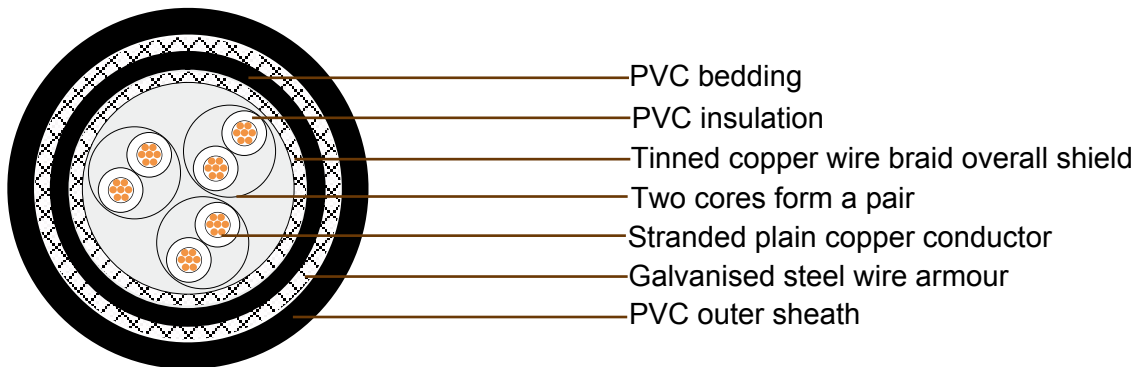 PVC bedding
PVC insulation
Tinned copper wire braid overall shield
Two cores form a pair
Stranded plain copper conductor
Galvanised steel wire armour
PVC outer sheath